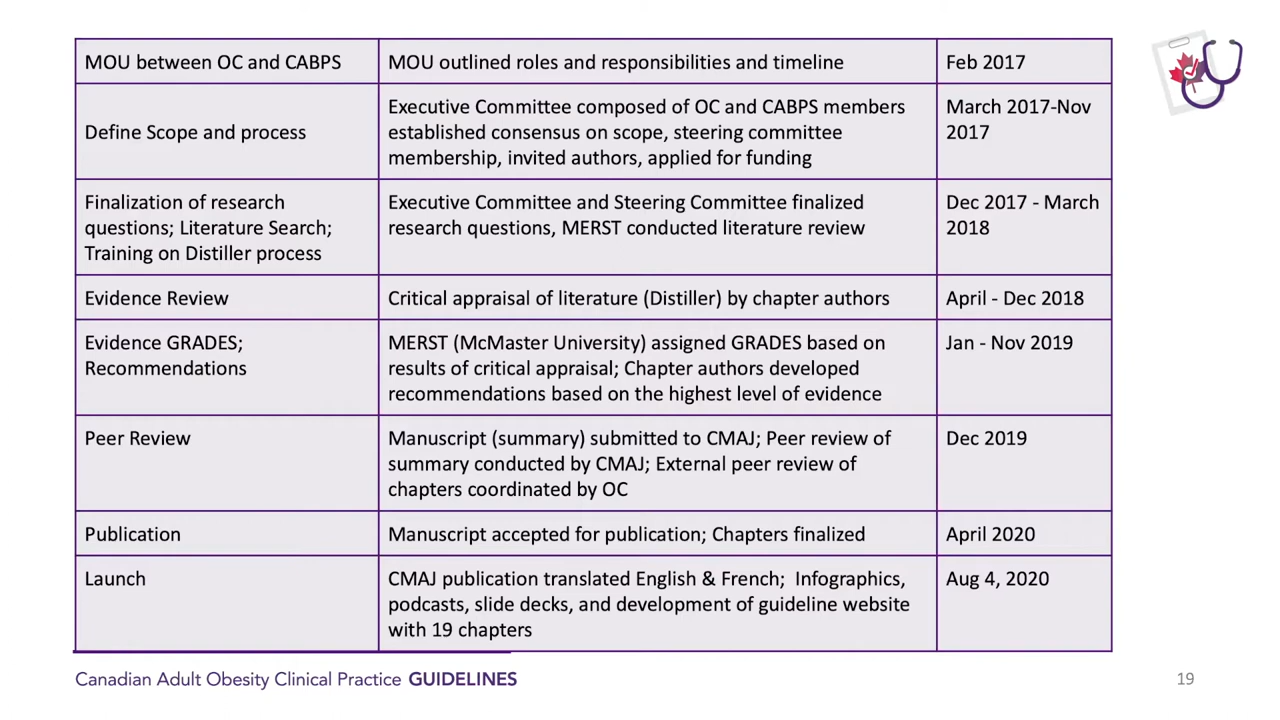 MOU between OC and CABPS
MOU outlined roles and responsibilities and timeline
Feb 2017
Define Scope and process
Executive Committee composed of OC and CABPS members
established consensus on scope, steering committee
membership, invited authors, applied for funding
March 2017-Nov
2017
Finalization of research
questions; Literature Search;
Training on Distiller process
Executive Committee and Steering Committee finalized
research questions, MERST conducted literature review
Dec 2017 - March
2018
Evidence Review
Critical appraisal of literature (Distiller) by chapter authors
April - Dec 2018
Evidence GRADES;
Recommendations
MERST (McMaster University) assigned GRADES based on
results of critical appraisal; Chapter authors developed
recommendations based on the highest level of evidence
Jan - Nov 2019
Peer Review
Manuscript (summary) submitted to CMAJ; Peer review of
summary conducted by CMAJ; External peer review of
chapters coordinated by OC
Dec 2019
Publication
Manuscript accepted for publication; Chapters finalized
April 2020
Launch
CMAJ publication translated English & French;  Infographics,
podcasts, slide decks, and development of guideline website
with 19 chapters
Aug 4, 2020
Canadian Adult Obesity Clinical Practice GUIDELINES
19